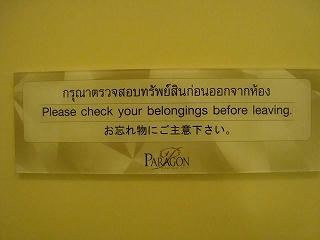 กรุณาตรวจสอบทรัพย์สินก่อนออกจากห้อง
Please check your belongings before leaving.
お忘れ物にご主意下さい。
PARAGON